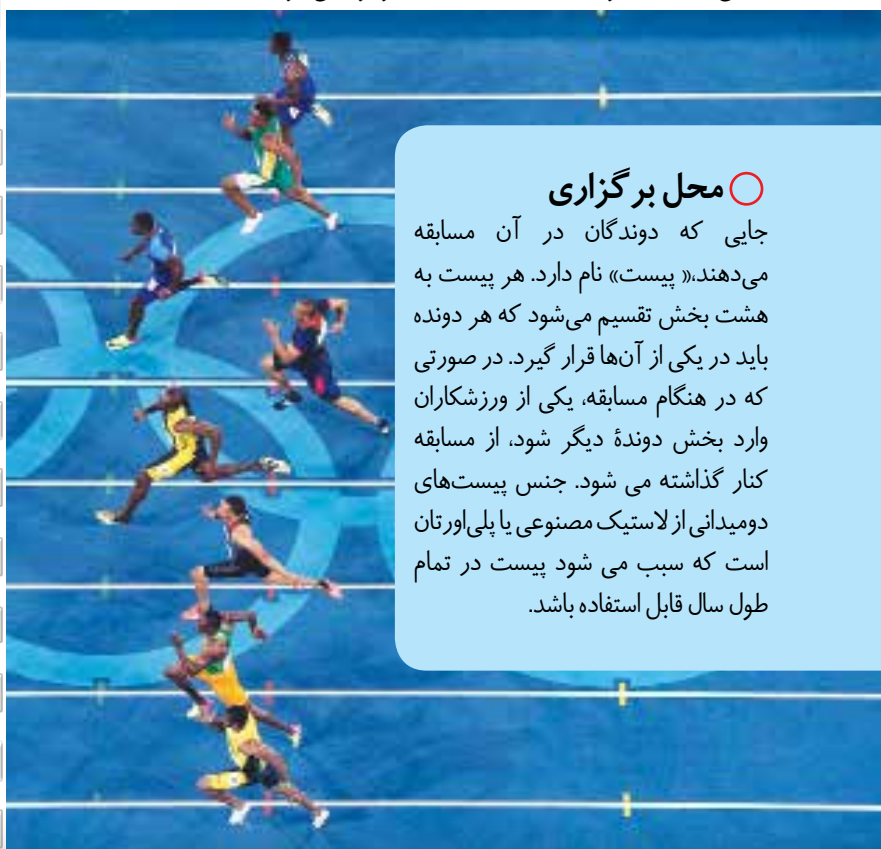 محل برگزاری
جایی که دوندگان در آن مسابقه
می‌دهند،« پیست» نام دارد. هر پیست به
هشت بخش تقسیم می‌شود که هر دونده
باید در یکی از آن‌ها قرار گیرد. در صورتی
که در هنگام مسابقه، یکی از ورزشکاران
وارد بخش دوندهٔ دیگر شود، از مسابقه
کنار گذاشته می شود. جنس پیست‌های
دومیدانی از لاستیک مصنوعی یا پلی‌اورتان
است که سبب می شود پیست در تمام
طول سال قابل استفاده باشد.